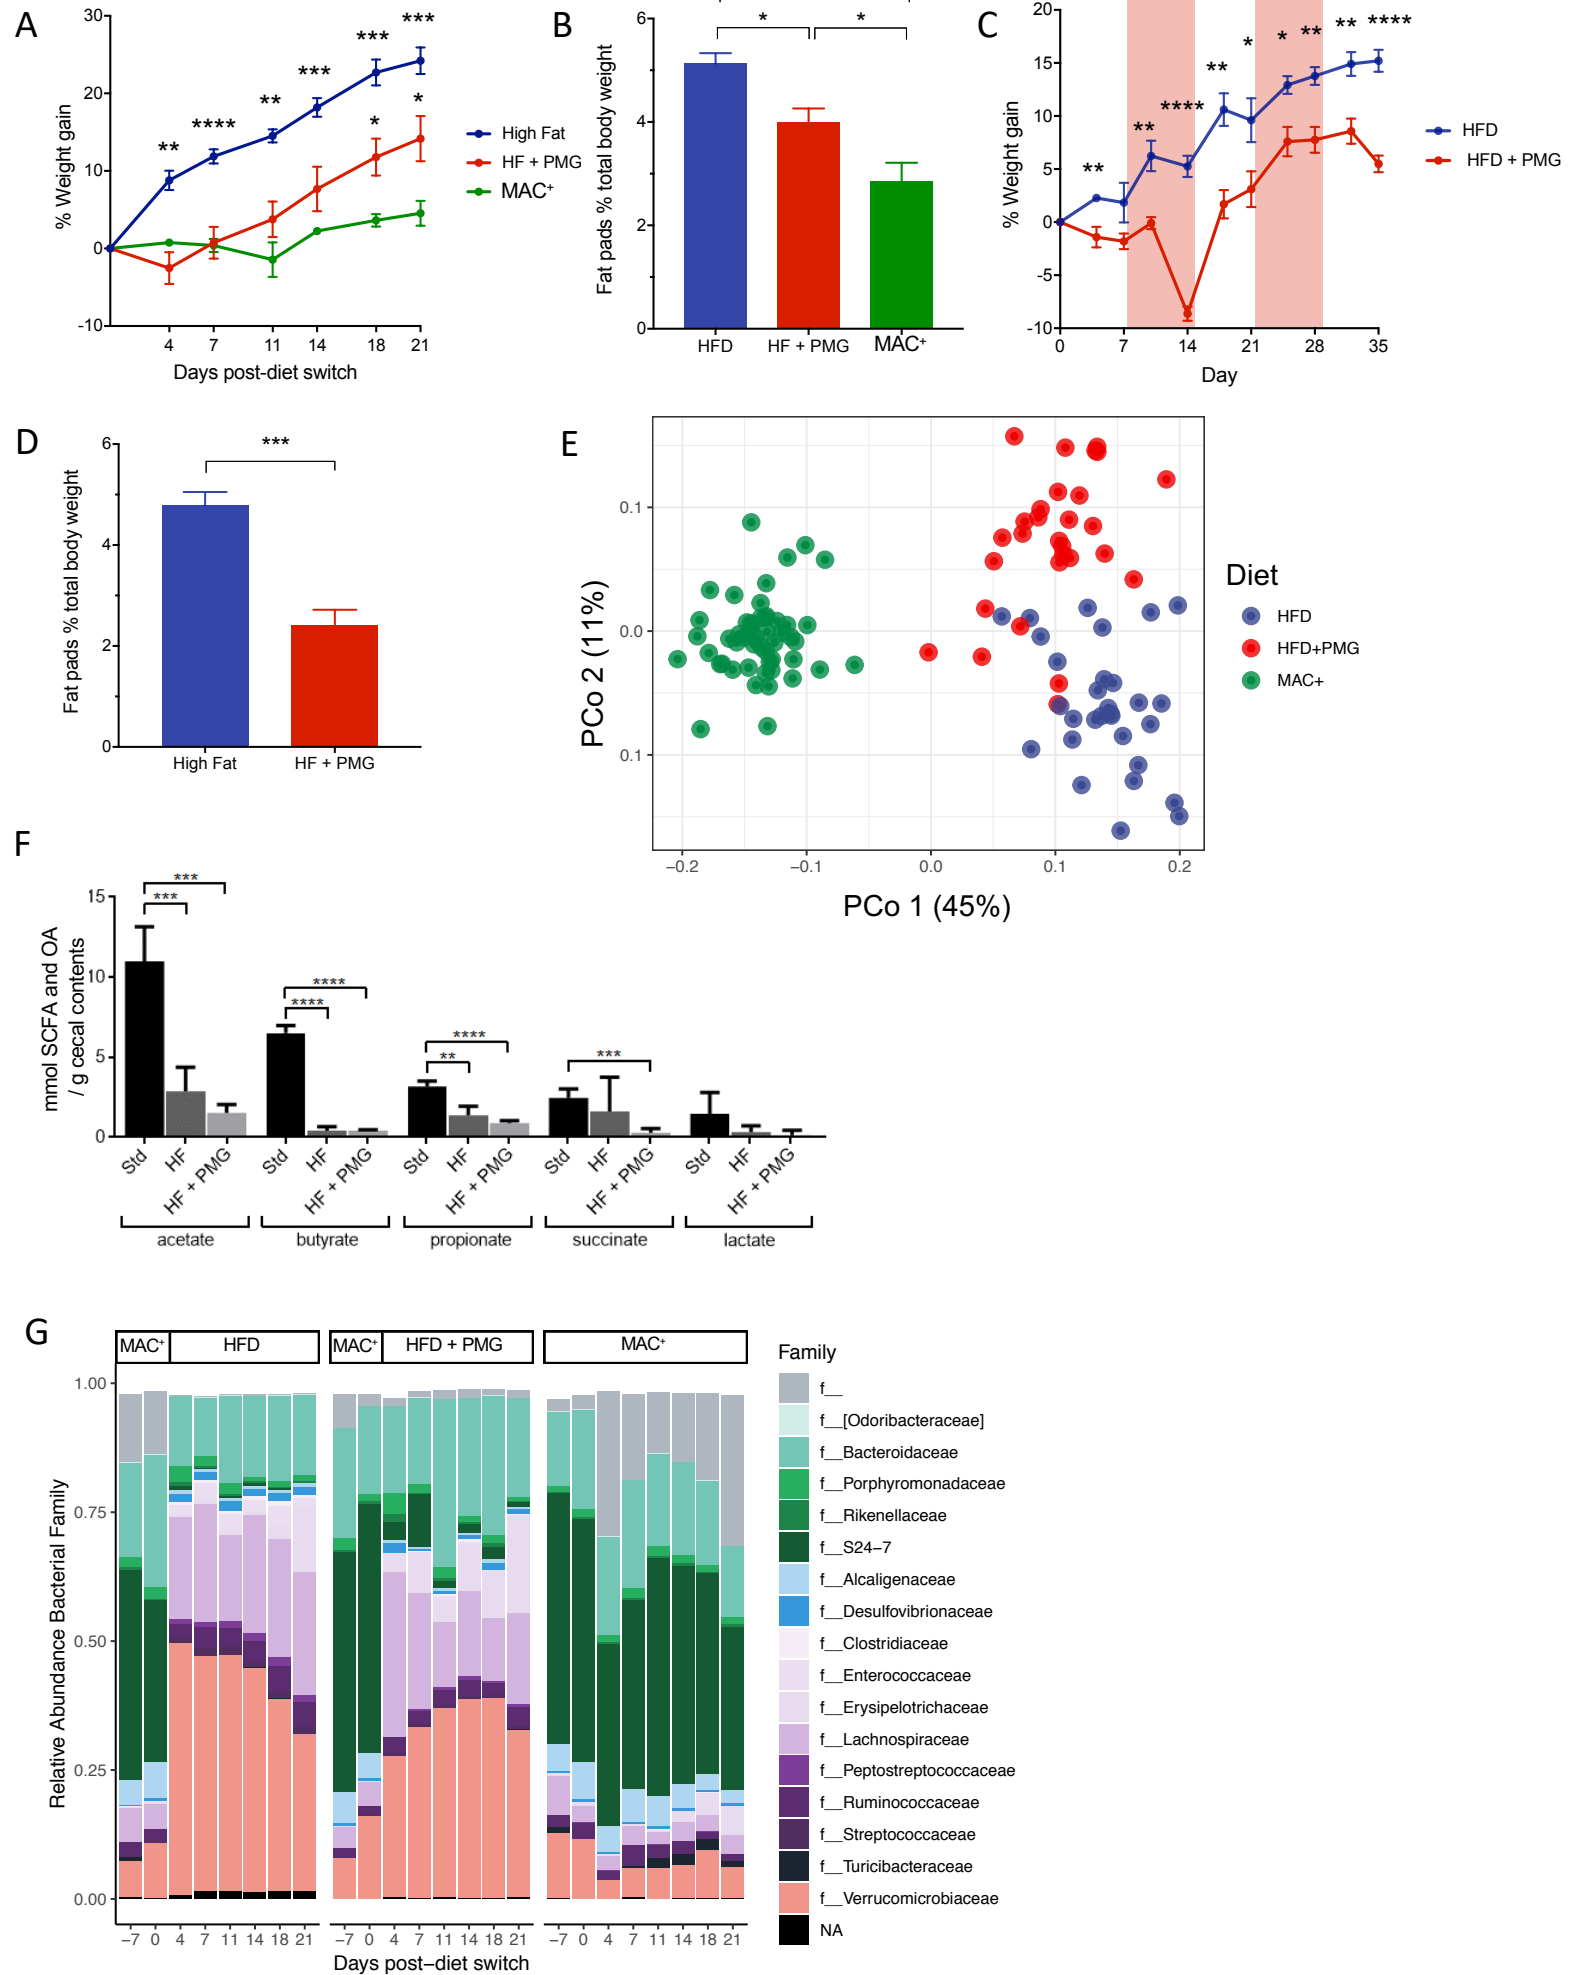 A
30
20
10
0
-10
% Weight gain
**
****
**
***
***
***
*
*
High Fat
HF + PMG
MAC+
4 7 11 14 18 21
Days post-diet switch
B
6
4
2
0
Fat pads % total body weight
* *
HFD HF + PMG MAC+
C
20
15
10
5
0
-5
-10
% Weight gain
**
**
****
**
*
*
**
**
****
HFD
HFD + PMG
0 7 14 21 28 35
Day
D
6
4
2
0
Fat pads % total body weight
***
High Fat HF + PMG
E
0.1
0.0
0.1
PCo 2 (11%)
−0.2 −0.1 0.0 0.1 0.2
PCo 1 (45%)
Diet
HFD
HFD+PMG
MAC+
F
15
10
5
0
mmol SCFA and OA
/ g cecal contents
***
***
****
****
****
**
***
Std HF HF + PMG Std HF HF + PMG Std HF HF + PMG Std HF HF + PMG Std HF HF + PMG
acetate butyrate propionate succinate lactate
G
MAC+ HFD MAC+ HFD + PMG MAC+
1.00
0.75
0.50
0.25
0.00
Relative Abundance Bacterial Family
−7 0 4 7 11 14 18 21 −7 0 4 7 11 14 18 21 −7 0 4 7 11 14 18 21
Days post−diet switch
Family
f__
f__[Odoribacteraceae]
f__Bacteroidaceae
f__Porphyromonadaceae
f__Rikenellaceae
f__S24−7
f__Alcaligenaceae
f__Desulfovibrionaceae
f__Clostridiaceae
f__Enterococcaceae
f__Erysipelotrichaceae
f__Lachnospiraceae
f__Peptostreptococcaceae
f__Ruminococcaceae
f__Streptococcaceae
f__Turicibacteraceae
f__Verrucomicrobiaceae
NA